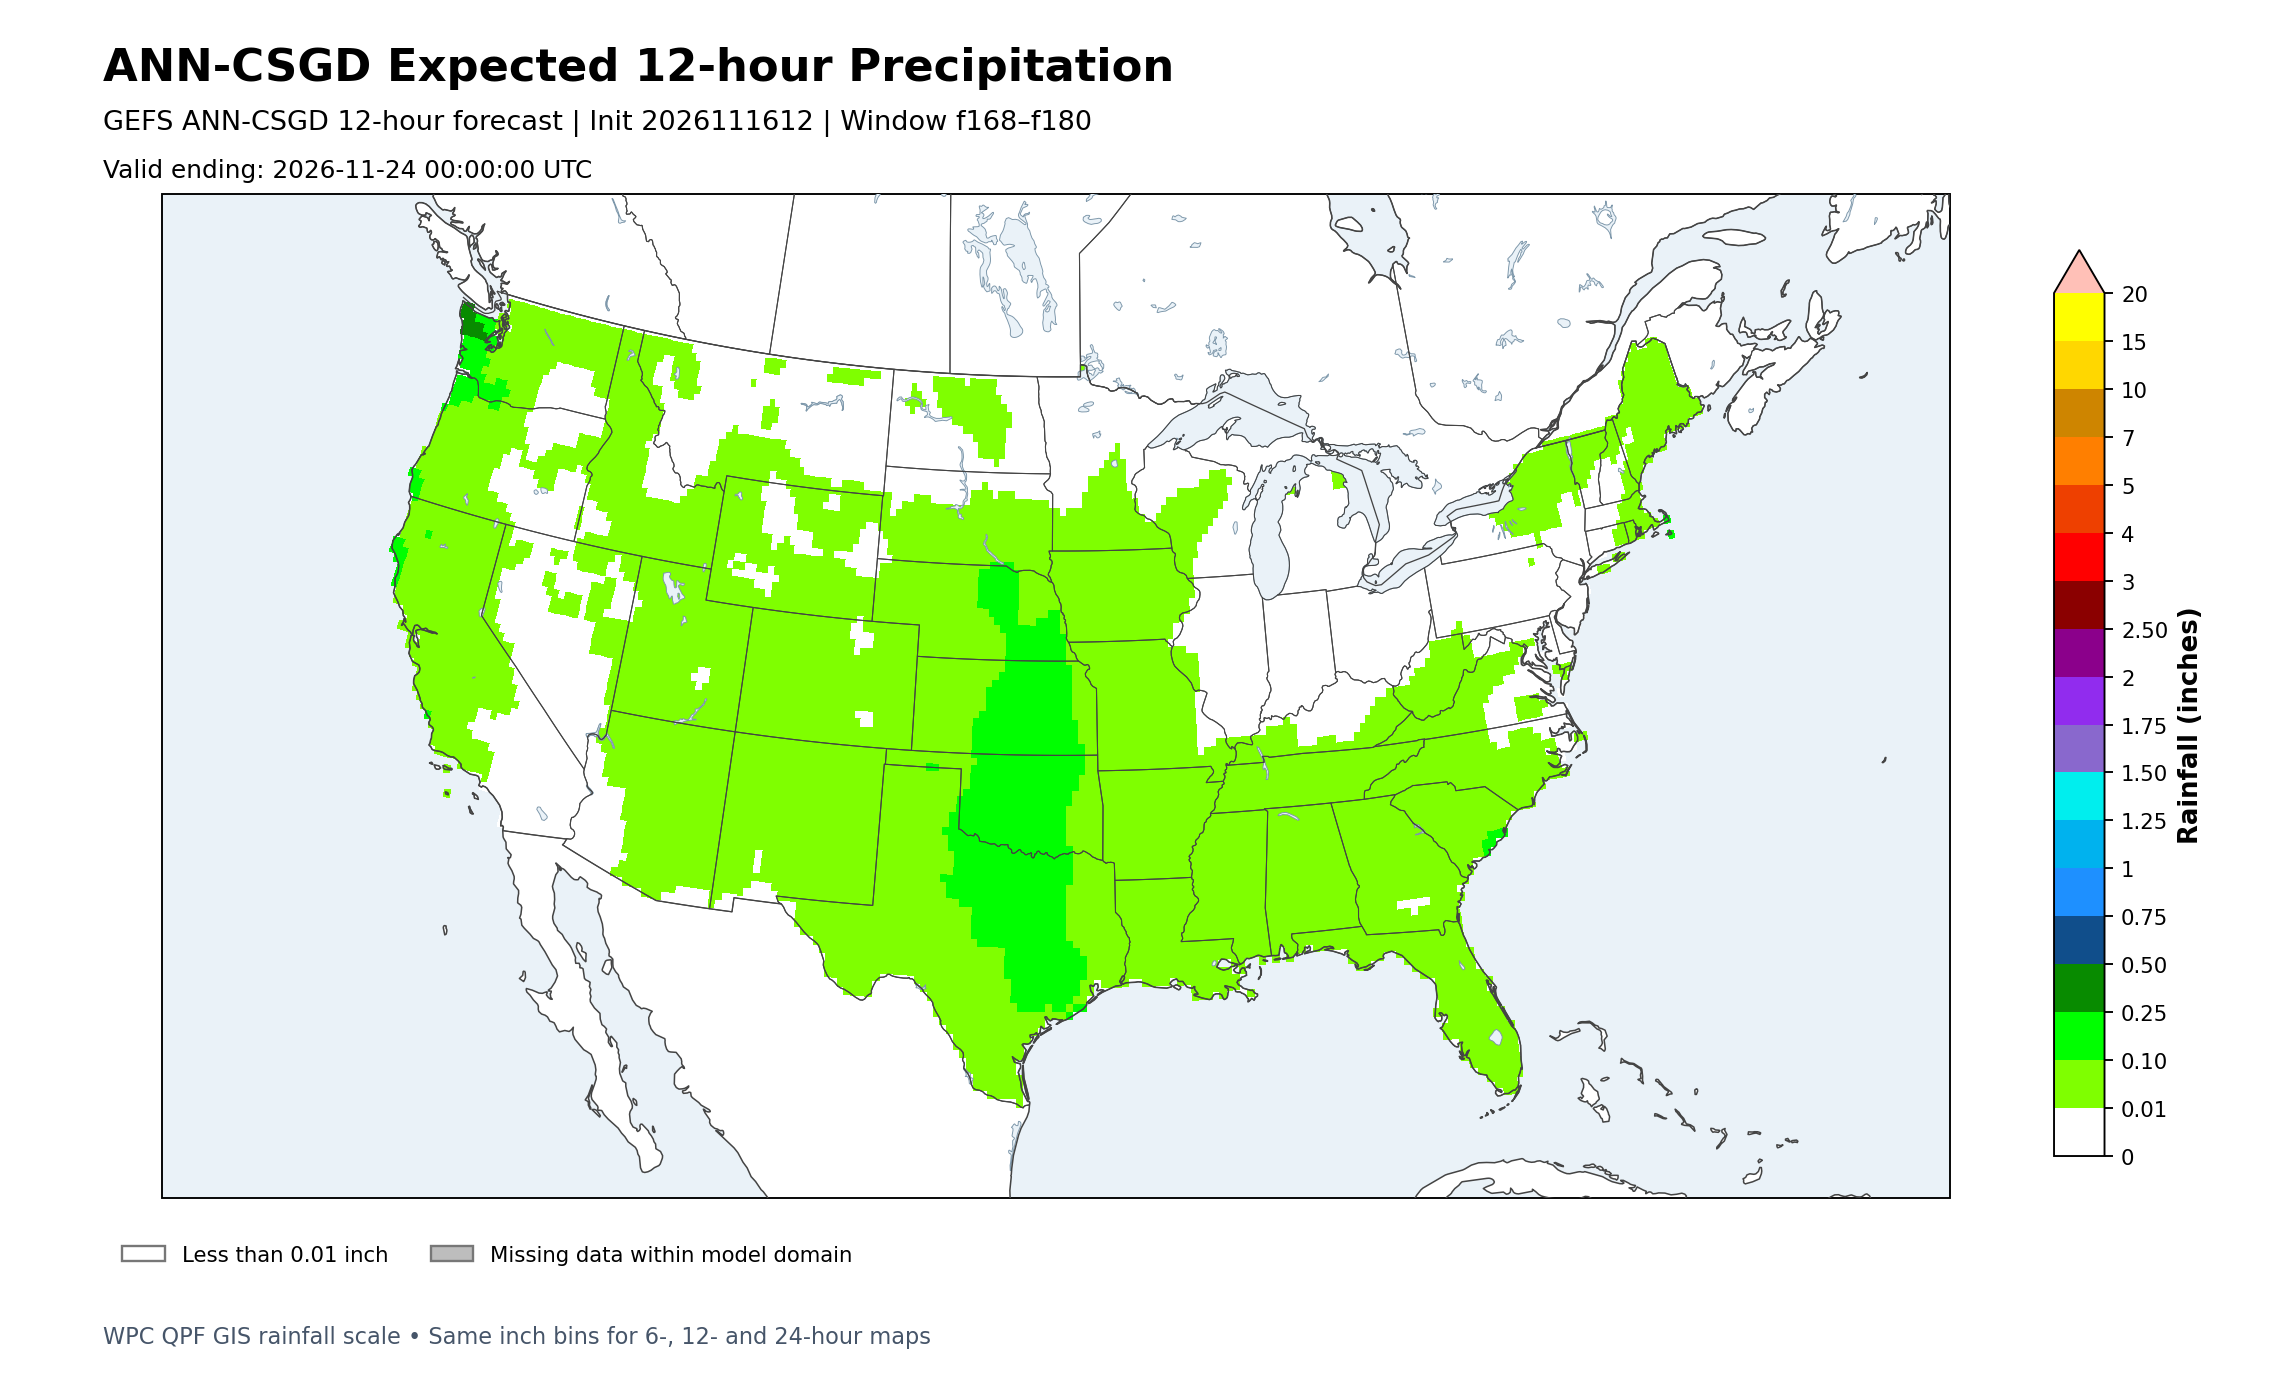 ANN-CSGD Expected 12-hour Precipitation
GEFS ANN-CSGD 12-hour forecast | Init 2026111612 | Window f168–f180
Valid ending: 2026-11-24 00:00:00 UTC
20
15
10
7
5
4
3
2.50
2
1.75
1.50
1.25
1
0.75
0.50
0.25
0.10
0.01
0
Rainfall (inches)
Less than 0.01 inch
Missing data within model domain
WPC QPF GIS rainfall scale • Same inch bins for 6-, 12- and 24-hour maps